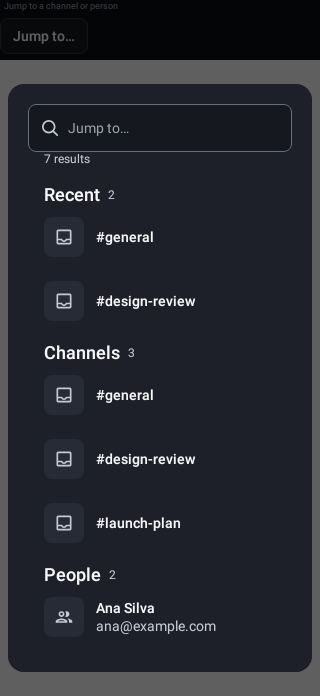 Jump to a channel or person
Jump to…
Jump to…
7 results
Recent 2
#general
#design-review
Channels 3
#general
#design-review
#launch-plan
People 2
Ana Silva
ana@example.com